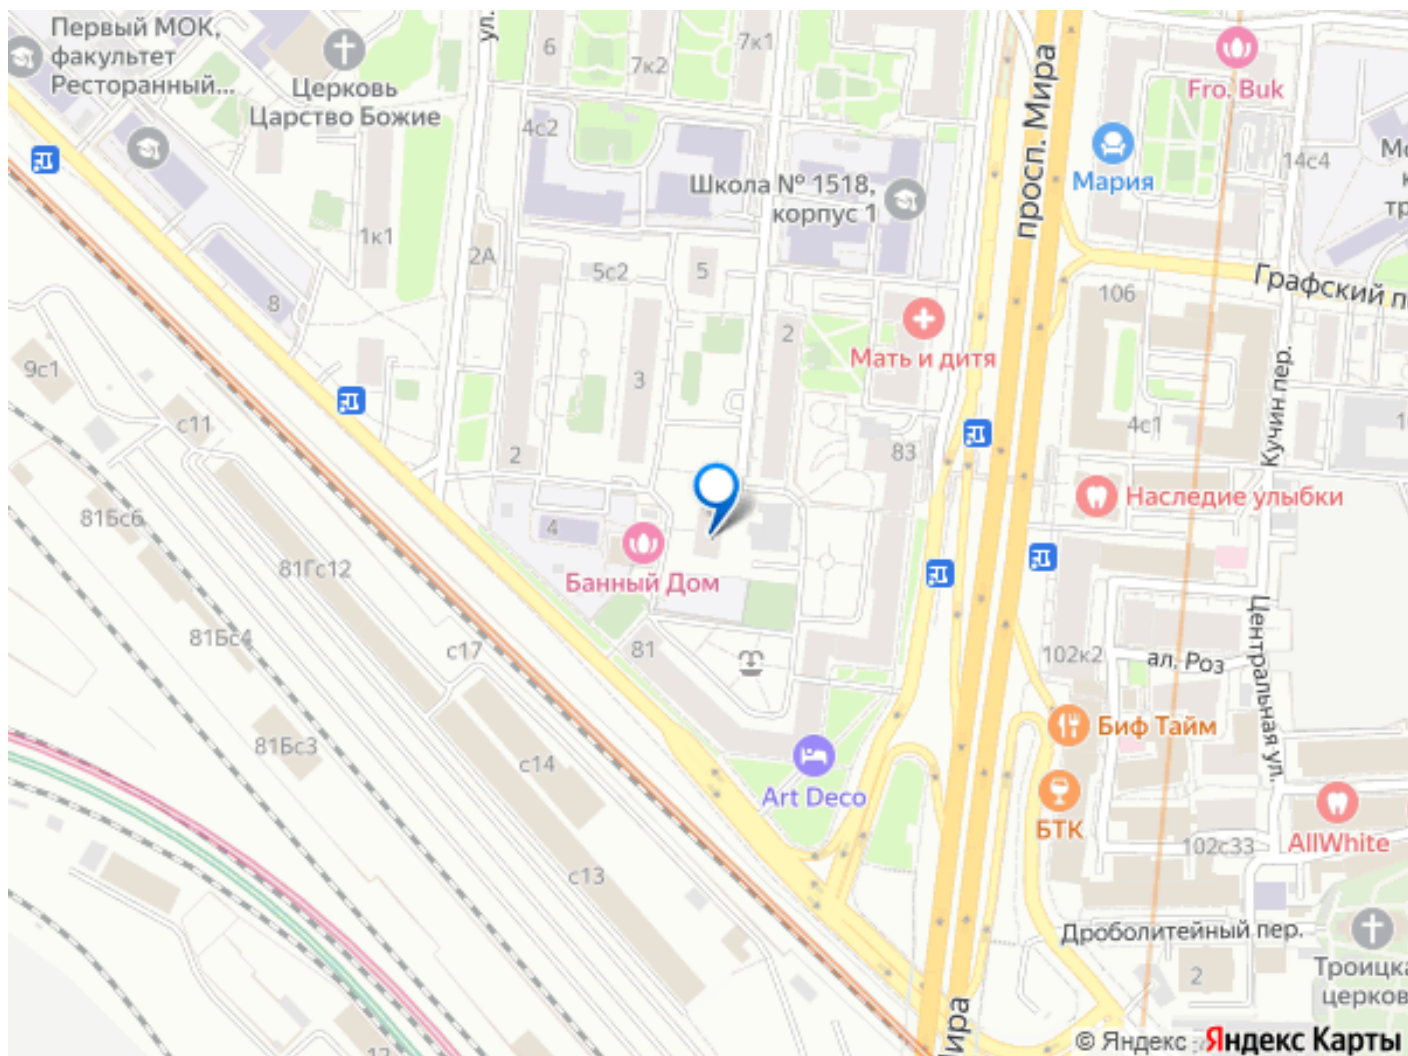 Первый МОК,
факультет
Ресторанный...
Церковь
Царство Божие
ул.
6
7к2
7к1
4с2
просп. Мира
Fro. Buk
Мария
14с4
Школа № 1518,
корпус 1
1к1
2А
5с2
5
8
2
Мать и дитя
106
Графский п
Кучин пер.
9с1
с11
3
2
83
4с1
Наследие улыбки
81Бс6
4
Банный Дом
81Гс12
81Бс4
с17
81
102к2
ал. Роз
Центральная ул.
81Бс3
с14
Art Deco
Биф Тайм
БТК
102с33
AllWhite
с13
Дроболитейный пер.
2
Троицка
церков
© Яндекс
Яндекс Карты